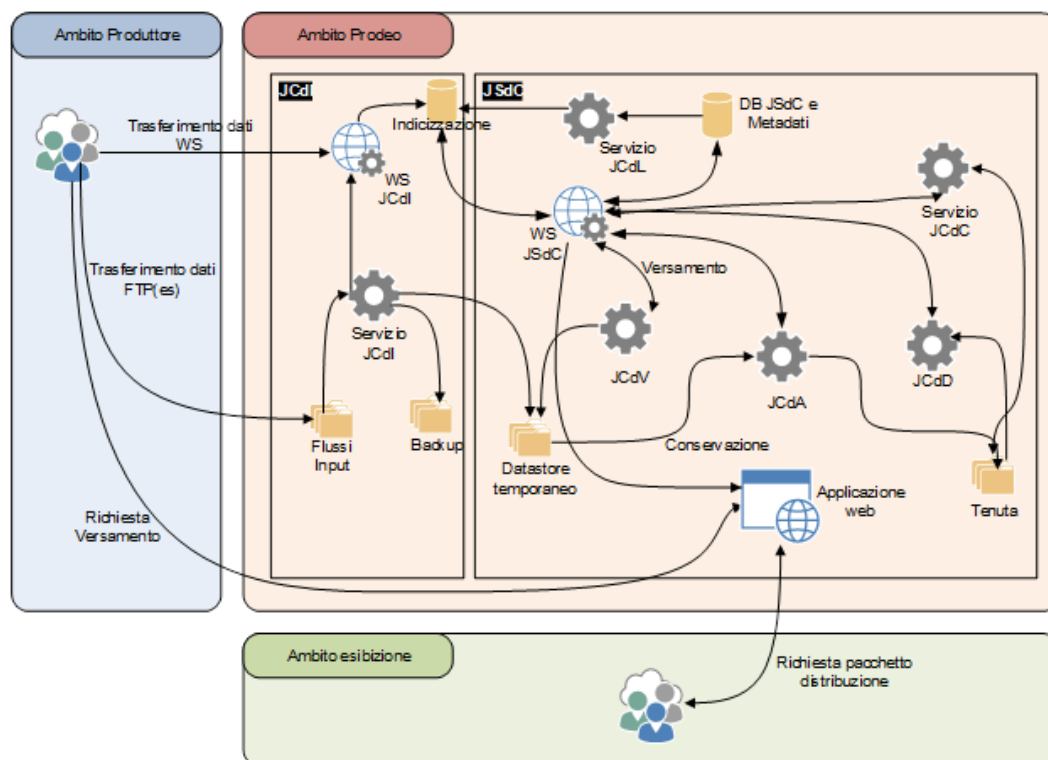 Ambito Produttore
Ambito Prodeo
JCdI
JSdC
Trasferimento dati
WS
Indicizzazione
WS
JCdI
Servizio
JCdL
DB JSdC e
Metadati
Servizio
JCdC
WS
JSdC
Versamento
Trasferimento dati
FTP(es)
Servizio
JCdI
JCdV
JCdA
JCdD
Flussi
Input
Backup
Datastore
temporaneo
Conservazione
Applicazione
web
Tenuta
Richiesta
Versamento
Ambito esibizione
Richiesta pacchetto
distribuzione